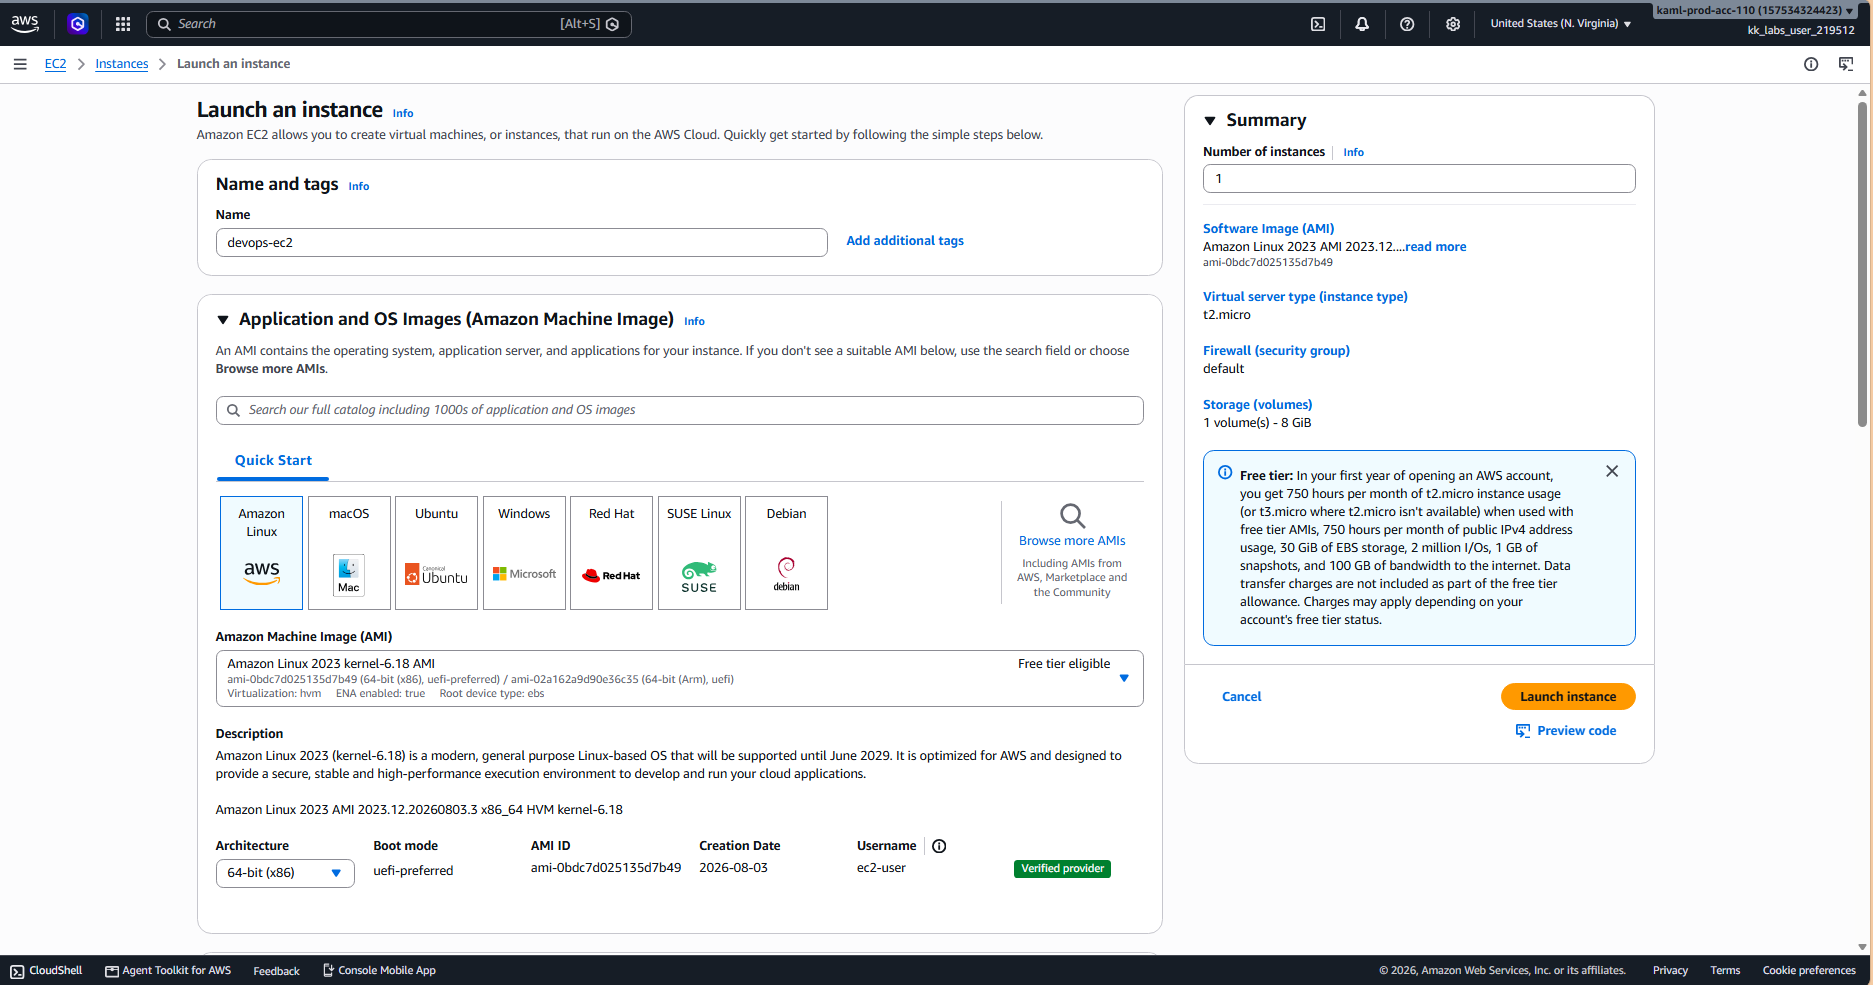 aws
Search
[Alt+S]
United States (N. Virginia)
kaml-prod-acc-110 (157534324423)
kk_labs_user_219512
EC2
Instances
Launch an instance
Launch an instance Info
Amazon EC2 allows you to create virtual machines, or instances, that run on the AWS Cloud. Quickly get started by following the simple steps below.
Name and tags Info
Name
devops-ec2
Add additional tags
Application and OS Images (Amazon Machine Image) Info
An AMI contains the operating system, application server, and applications for your instance. If you don't see a suitable AMI below, use the search field or choose
Browse more AMIs.
Search our full catalog including 1000s of application and OS images
Quick Start
Amazon
Linux
aws
macOS
Mac
Ubuntu
Canonical
Ubuntu
Windows
Microsoft
Red Hat
Red Hat
SUSE Linux
SUSE
Debian
debian
Browse more AMIs
Including AMIs from
AWS, Marketplace and
the Community
Amazon Machine Image (AMI)
Amazon Linux 2023 kernel-6.18 AMI
Free tier eligible
ami-0bdc7d025135d7b49 (64-bit (x86), uefi-preferred) / ami-02a162a9d90e36c35 (64-bit (Arm), uefi)
Virtualization: hvm ENA enabled: true Root device type: ebs
Description
Amazon Linux 2023 (kernel-6.18) is a modern, general purpose Linux-based OS that will be supported until June 2029. It is optimized for AWS and designed to
provide a secure, stable and high-performance execution environment to develop and run your cloud applications.
Amazon Linux 2023 AMI 2023.12.20260803.3 x86_64 HVM kernel-6.18
Architecture Boot mode AMI ID Creation Date Username
64-bit (x86) uefi-preferred ami-0bdc7d025135d7b49 2026-08-03 ec2-user Verified provider
Summary
Number of instances Info
1
Software Image (AMI)
Amazon Linux 2023 AMI 2023.12....read more
ami-0bdc7d025135d7b49
Virtual server type (instance type)
t2.micro
Firewall (security group)
default
Storage (volumes)
1 volume(s) - 8 GiB
Free tier: In your first year of opening an AWS account,
you get 750 hours per month of t2.micro instance usage
(or t3.micro where t2.micro isn't available) when used with
free tier AMIs, 750 hours per month of public IPv4 address
usage, 30 GiB of EBS storage, 2 million I/Os, 1 GB of
snapshots, and 100 GB of bandwidth to the internet. Data
transfer charges are not included as part of the free tier
allowance. Charges may apply depending on your
account's free tier status.
Cancel
Launch instance
Preview code
CloudShell
Agent Toolkit for AWS
Feedback
Console Mobile App
© 2026, Amazon Web Services, Inc. or its affiliates.
Privacy
Terms
Cookie preferences